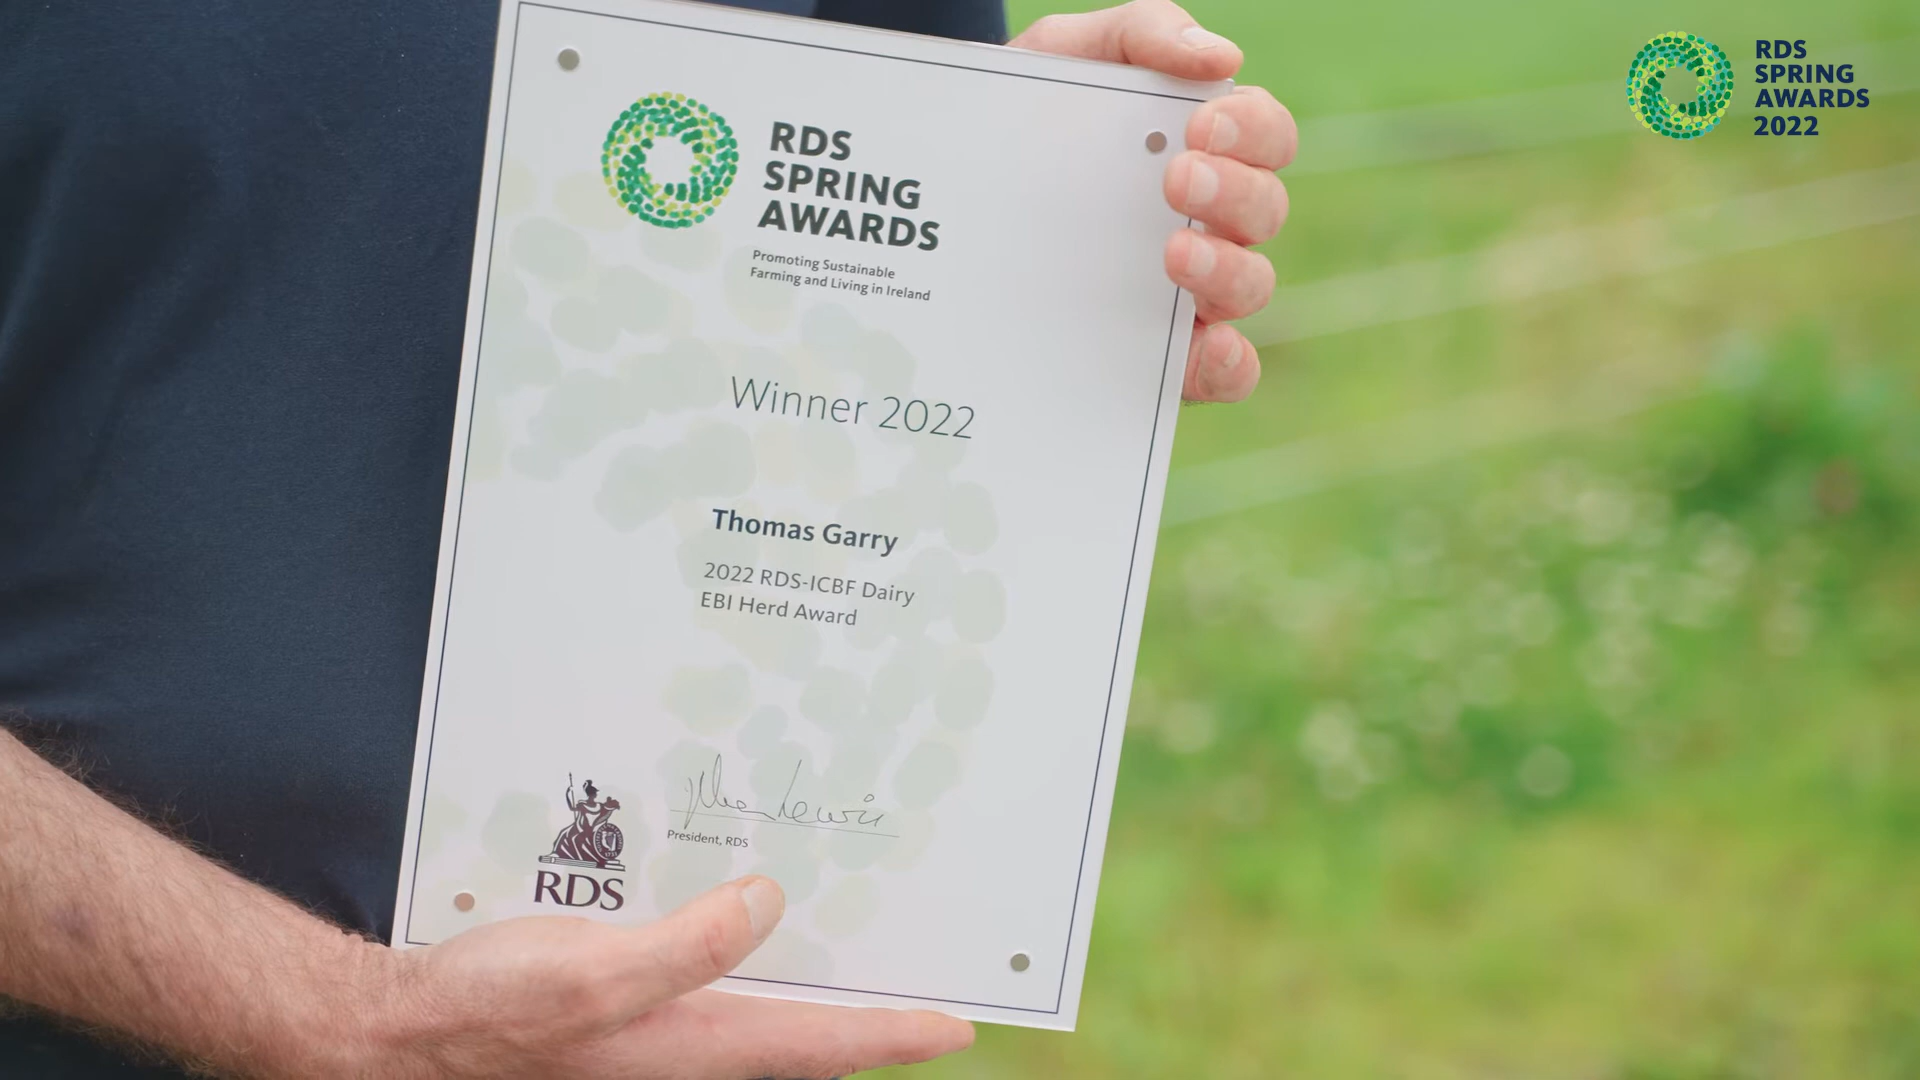 RDS
SPRING
AWARDS
2022
RDS
SPRING
AWARDS
Promoting Sustainable
Farming and Living in Ireland
Winner 2022
Thomas Garry
2022 RDS-ICBF Dairy
EBI Herd Award
President, RDS
RDS